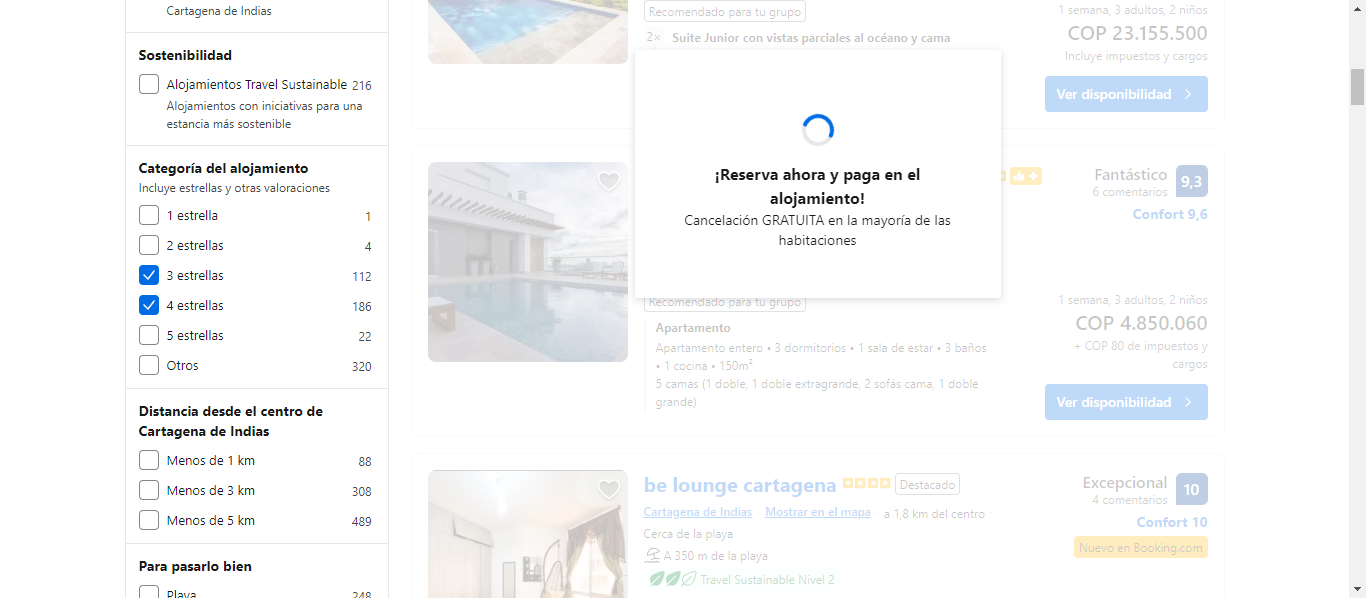 Cartagena de Indias
Sostenibilidad
Alojamientos Travel Sustainable 216
Alojamientos con iniciativas para una
estancia más sostenible
Categoría del alojamiento
Incluye estrellas y otras valoraciones
1 estrella 1
2 estrellas 4
3 estrellas 112
4 estrellas 186
5 estrellas 22
Otros 320
Distancia desde el centro de
Cartagena de Indias
Menos de 1 km 88
Menos de 3 km 308
Menos de 5 km 489
Para pasarlo bien
Playa 248
Recomendado para tu grupo
2× Suite Junior con vistas parciales al océano y cama
1 semana, 3 adultos, 2 niños
COP 23.155.500
Incluye impuestos y cargos
Ver disponibilidad
¡Reserva ahora y paga en el
alojamiento!
Cancelación GRATUITA en la mayoría de las
habitaciones
Fantástico 9,3
6 comentarios
Confort 9,6
Recomendado para tu grupo
Apartamento
Apartamento entero • 3 dormitorios • 1 sala de estar • 3 baños
• 1 cocina • 150m²
5 camas (1 doble, 1 doble extragrande, 2 sofás cama, 1 doble
grande)
1 semana, 3 adultos, 2 niños
COP 4.850.060
+ COP 80 de impuestos y
cargos
Ver disponibilidad
be lounge cartagena Destacado
Cartagena de Indias · Mostrar en el mapa · a 1,8 km del centro
Cerca de la playa
A 350 m de la playa
Travel Sustainable Nivel 2
Excepcional 10
4 comentarios
Confort 10
Nuevo en Booking.com